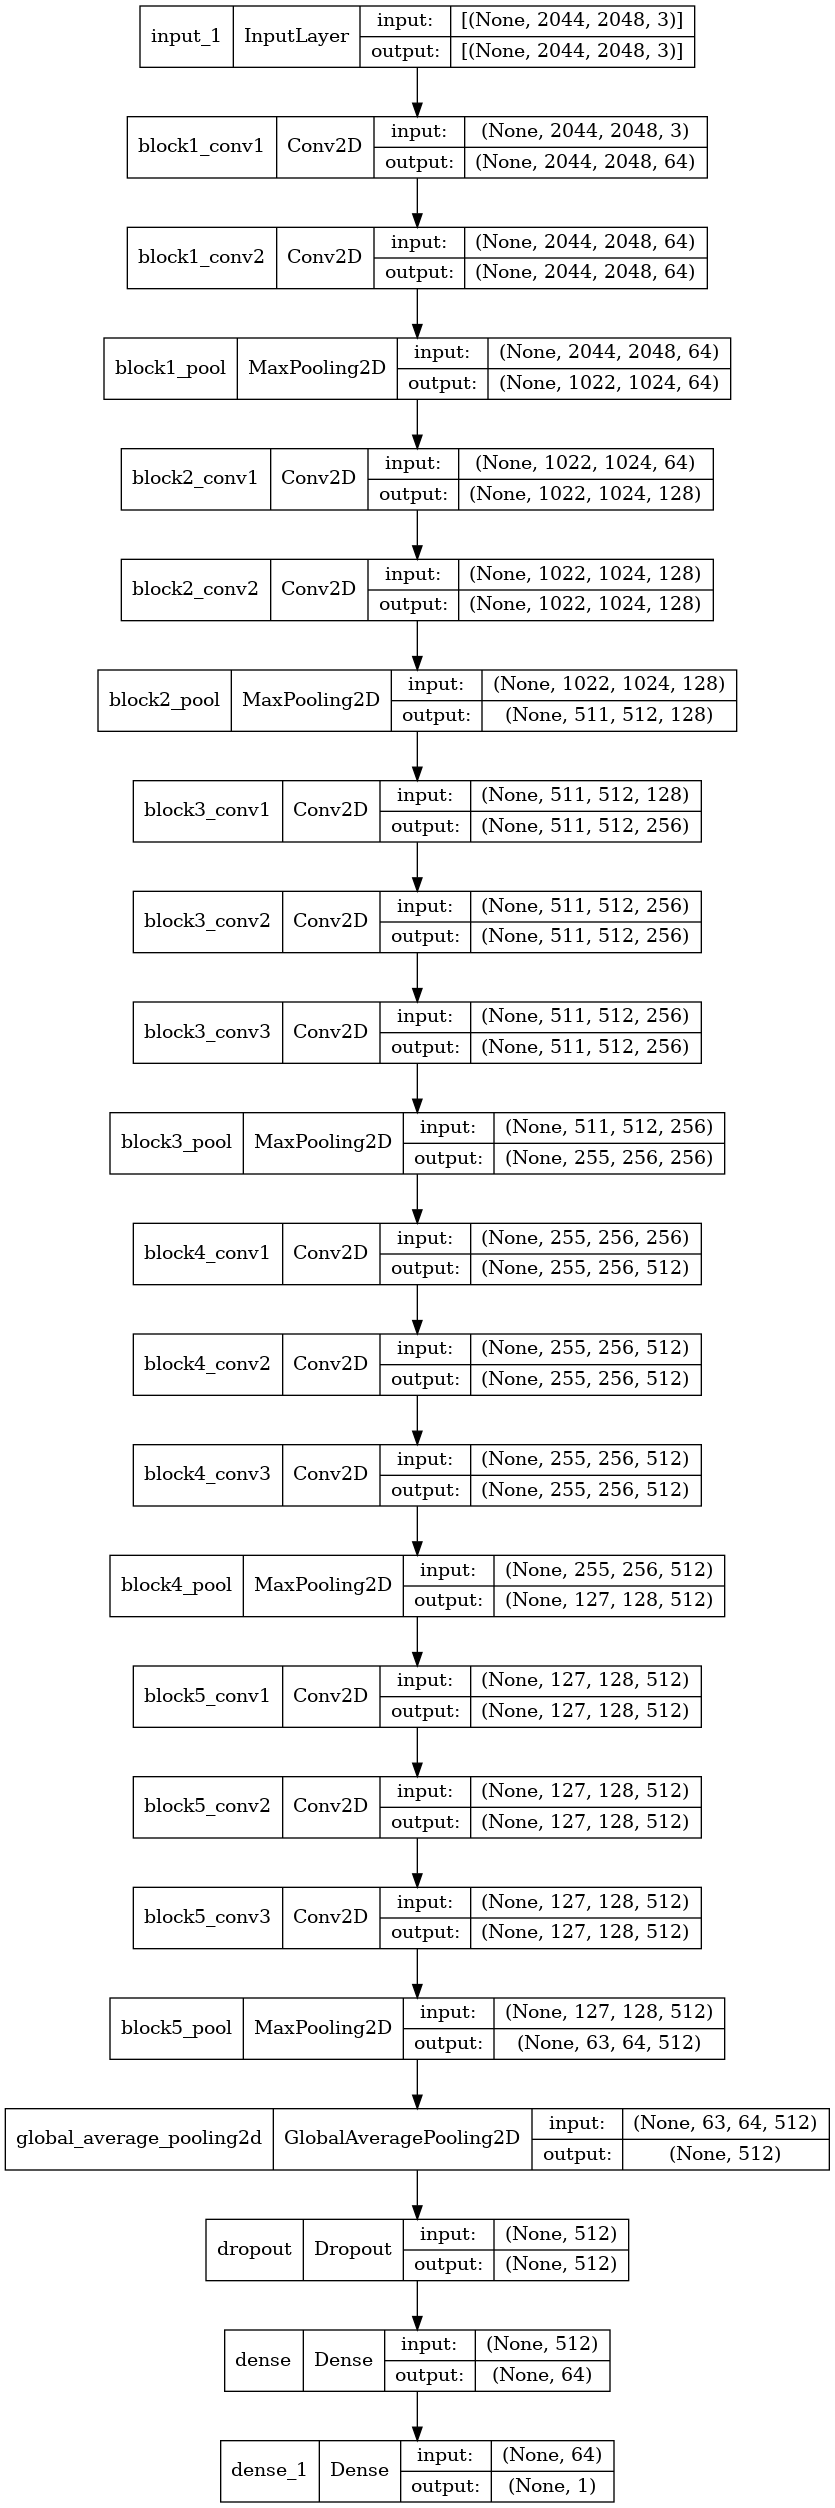 input_1 InputLayer input: [(None, 2044, 2048, 3)]
output: [(None, 2044, 2048, 3)]
block1_conv1 Conv2D input: (None, 2044, 2048, 3)
output: (None, 2044, 2048, 64)
block1_conv2 Conv2D input: (None, 2044, 2048, 64)
output: (None, 2044, 2048, 64)
block1_pool MaxPooling2D input: (None, 2044, 2048, 64)
output: (None, 1022, 1024, 64)
block2_conv1 Conv2D input: (None, 1022, 1024, 64)
output: (None, 1022, 1024, 128)
block2_conv2 Conv2D input: (None, 1022, 1024, 128)
output: (None, 1022, 1024, 128)
block2_pool MaxPooling2D input: (None, 1022, 1024, 128)
output: (None, 511, 512, 128)
block3_conv1 Conv2D input: (None, 511, 512, 128)
output: (None, 511, 512, 256)
block3_conv2 Conv2D input: (None, 511, 512, 256)
output: (None, 511, 512, 256)
block3_conv3 Conv2D input: (None, 511, 512, 256)
output: (None, 511, 512, 256)
block3_pool MaxPooling2D input: (None, 511, 512, 256)
output: (None, 255, 256, 256)
block4_conv1 Conv2D input: (None, 255, 256, 256)
output: (None, 255, 256, 512)
block4_conv2 Conv2D input: (None, 255, 256, 512)
output: (None, 255, 256, 512)
block4_conv3 Conv2D input: (None, 255, 256, 512)
output: (None, 255, 256, 512)
block4_pool MaxPooling2D input: (None, 255, 256, 512)
output: (None, 127, 128, 512)
block5_conv1 Conv2D input: (None, 127, 128, 512)
output: (None, 127, 128, 512)
block5_conv2 Conv2D input: (None, 127, 128, 512)
output: (None, 127, 128, 512)
block5_conv3 Conv2D input: (None, 127, 128, 512)
output: (None, 127, 128, 512)
block5_pool MaxPooling2D input: (None, 127, 128, 512)
output: (None, 63, 64, 512)
global_average_pooling2d GlobalAveragePooling2D input: (None, 63, 64, 512)
output: (None, 512)
dropout Dropout input: (None, 512)
output: (None, 512)
dense Dense input: (None, 512)
output: (None, 64)
dense_1 Dense input: (None, 64)
output: (None, 1)